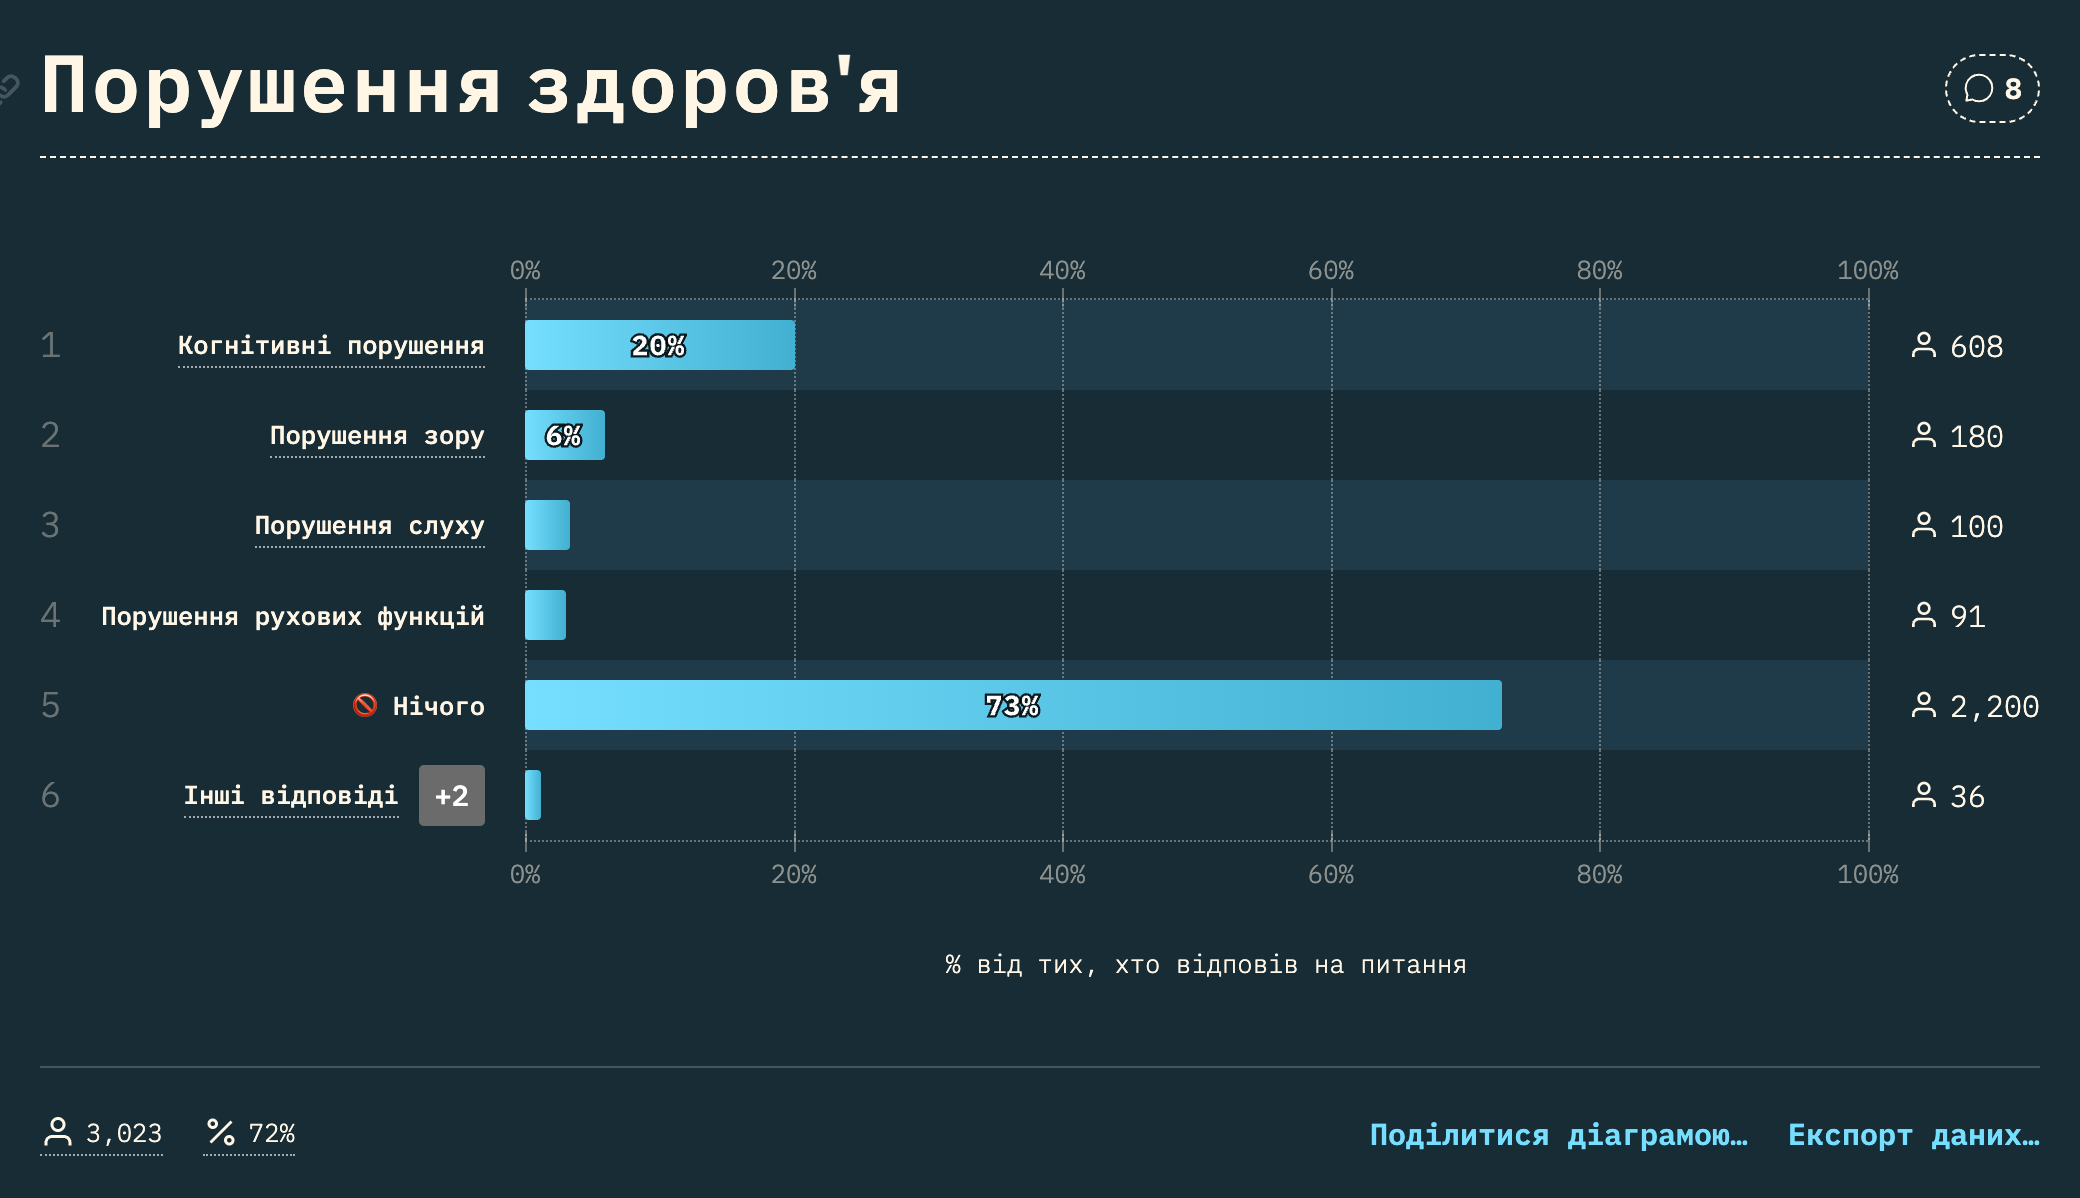 Порушення здоров'я
8
0% 20% 40% 60% 80% 100%
1 Когнітивні порушення 20% 608
2 Порушення зору 6% 180
3 Порушення слуху 100
4 Порушення рухових функцій 91
5 Нічого 73% 2,200
6 Інші відповіді +2 36
0% 20% 40% 60% 80% 100%
% від тих, хто відповів на питання
3,023 % 72% Поділитися діаграмою… Експорт даних…